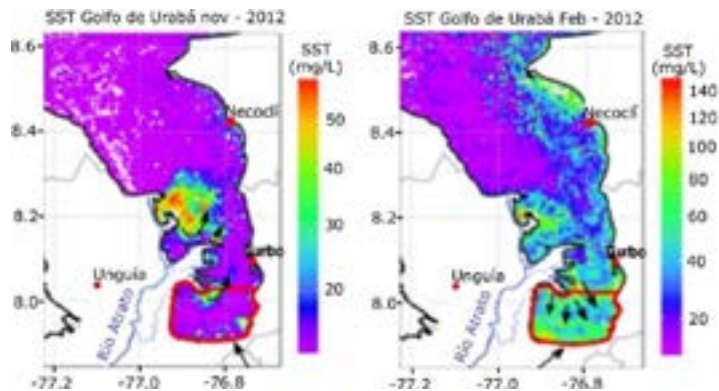 SST Golfo de Urabá nov - 2012
8.6
8.4
8.2
8.0
-77.2 -77.0 -76.8
Necoclí
Turbo
Unguía
Río Atrato
SST
(mg/L)
50
40
30
20
SST Golfo de Urabá Feb - 2012
8.6
8.4
8.2
8.0
-77.2 -77.0 -76.8
Necoclí
Turbo
Unguía
Río Atrato
SST
(mg/L)
140
120
100
80
60
40
20